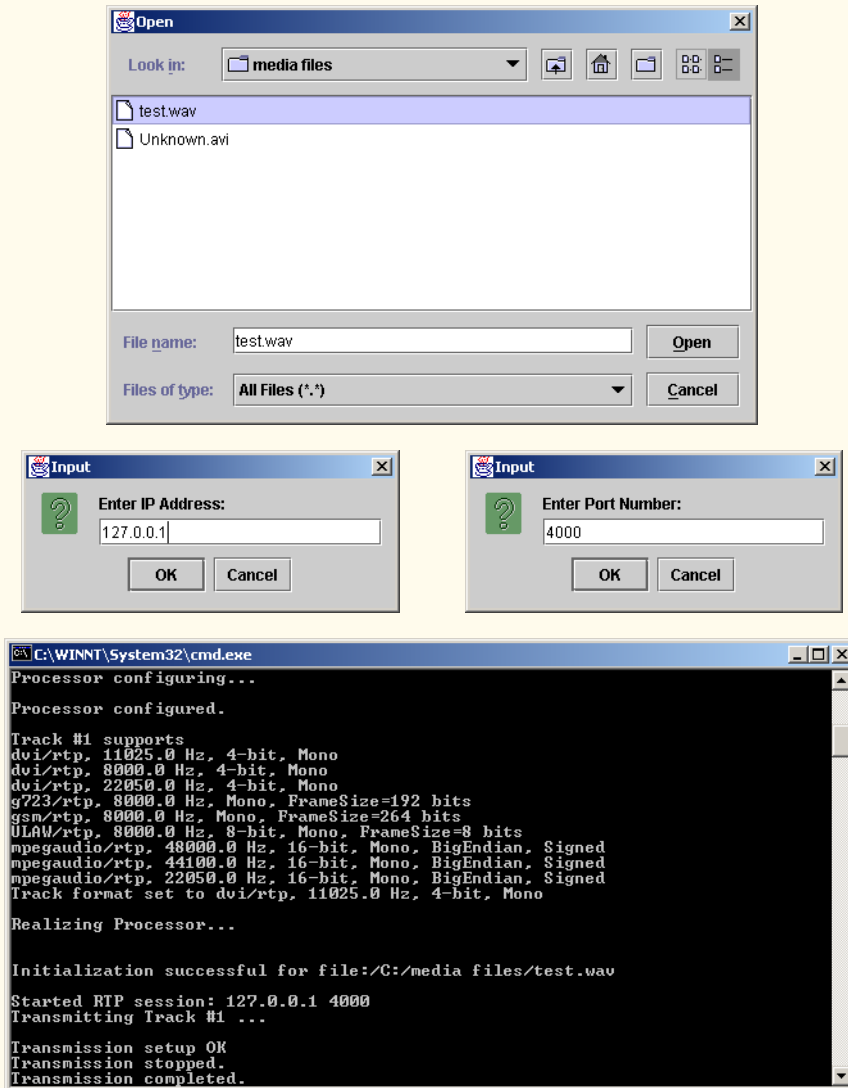 Open
Look in: media files
test.wav
Unknown.avi
File name: test.wav Open
Files of type: All Files (*.*) Cancel
Input
Enter IP Address:
127.0.0.1
OK Cancel
Input
Enter Port Number:
4000
OK Cancel
C:\WINNT\System32\cmd.exe
Processor configuring...
Processor configured.
Track #1 supports
dvi/rtp, 11025.0 Hz, 4-bit, Mono
dvi/rtp, 8000.0 Hz, 4-bit, Mono
dvi/rtp, 22050.0 Hz, 4-bit, Mono
g723/rtp, 8000.0 Hz, Mono, FrameSize=192 bits
gsm/rtp, 8000.0 Hz, Mono, FrameSize=264 bits
ULAW/rtp, 8000.0 Hz, 8-bit, Mono, FrameSize=8 bits
mpegaudio/rtp, 48000.0 Hz, 16-bit, Mono, BigEndian, Signed
mpegaudio/rtp, 44100.0 Hz, 16-bit, Mono, BigEndian, Signed
mpegaudio/rtp, 22050.0 Hz, 16-bit, Mono, BigEndian, Signed
Track format set to dvi/rtp, 11025.0 Hz, 4-bit, Mono
Realizing Processor...
Initialization successful for file:/C:/media files/test.wav
Started RTP session: 127.0.0.1 4000
Transmitting Track #1 ...
Transmission setup OK
Transmission stopped.
Transmission completed.